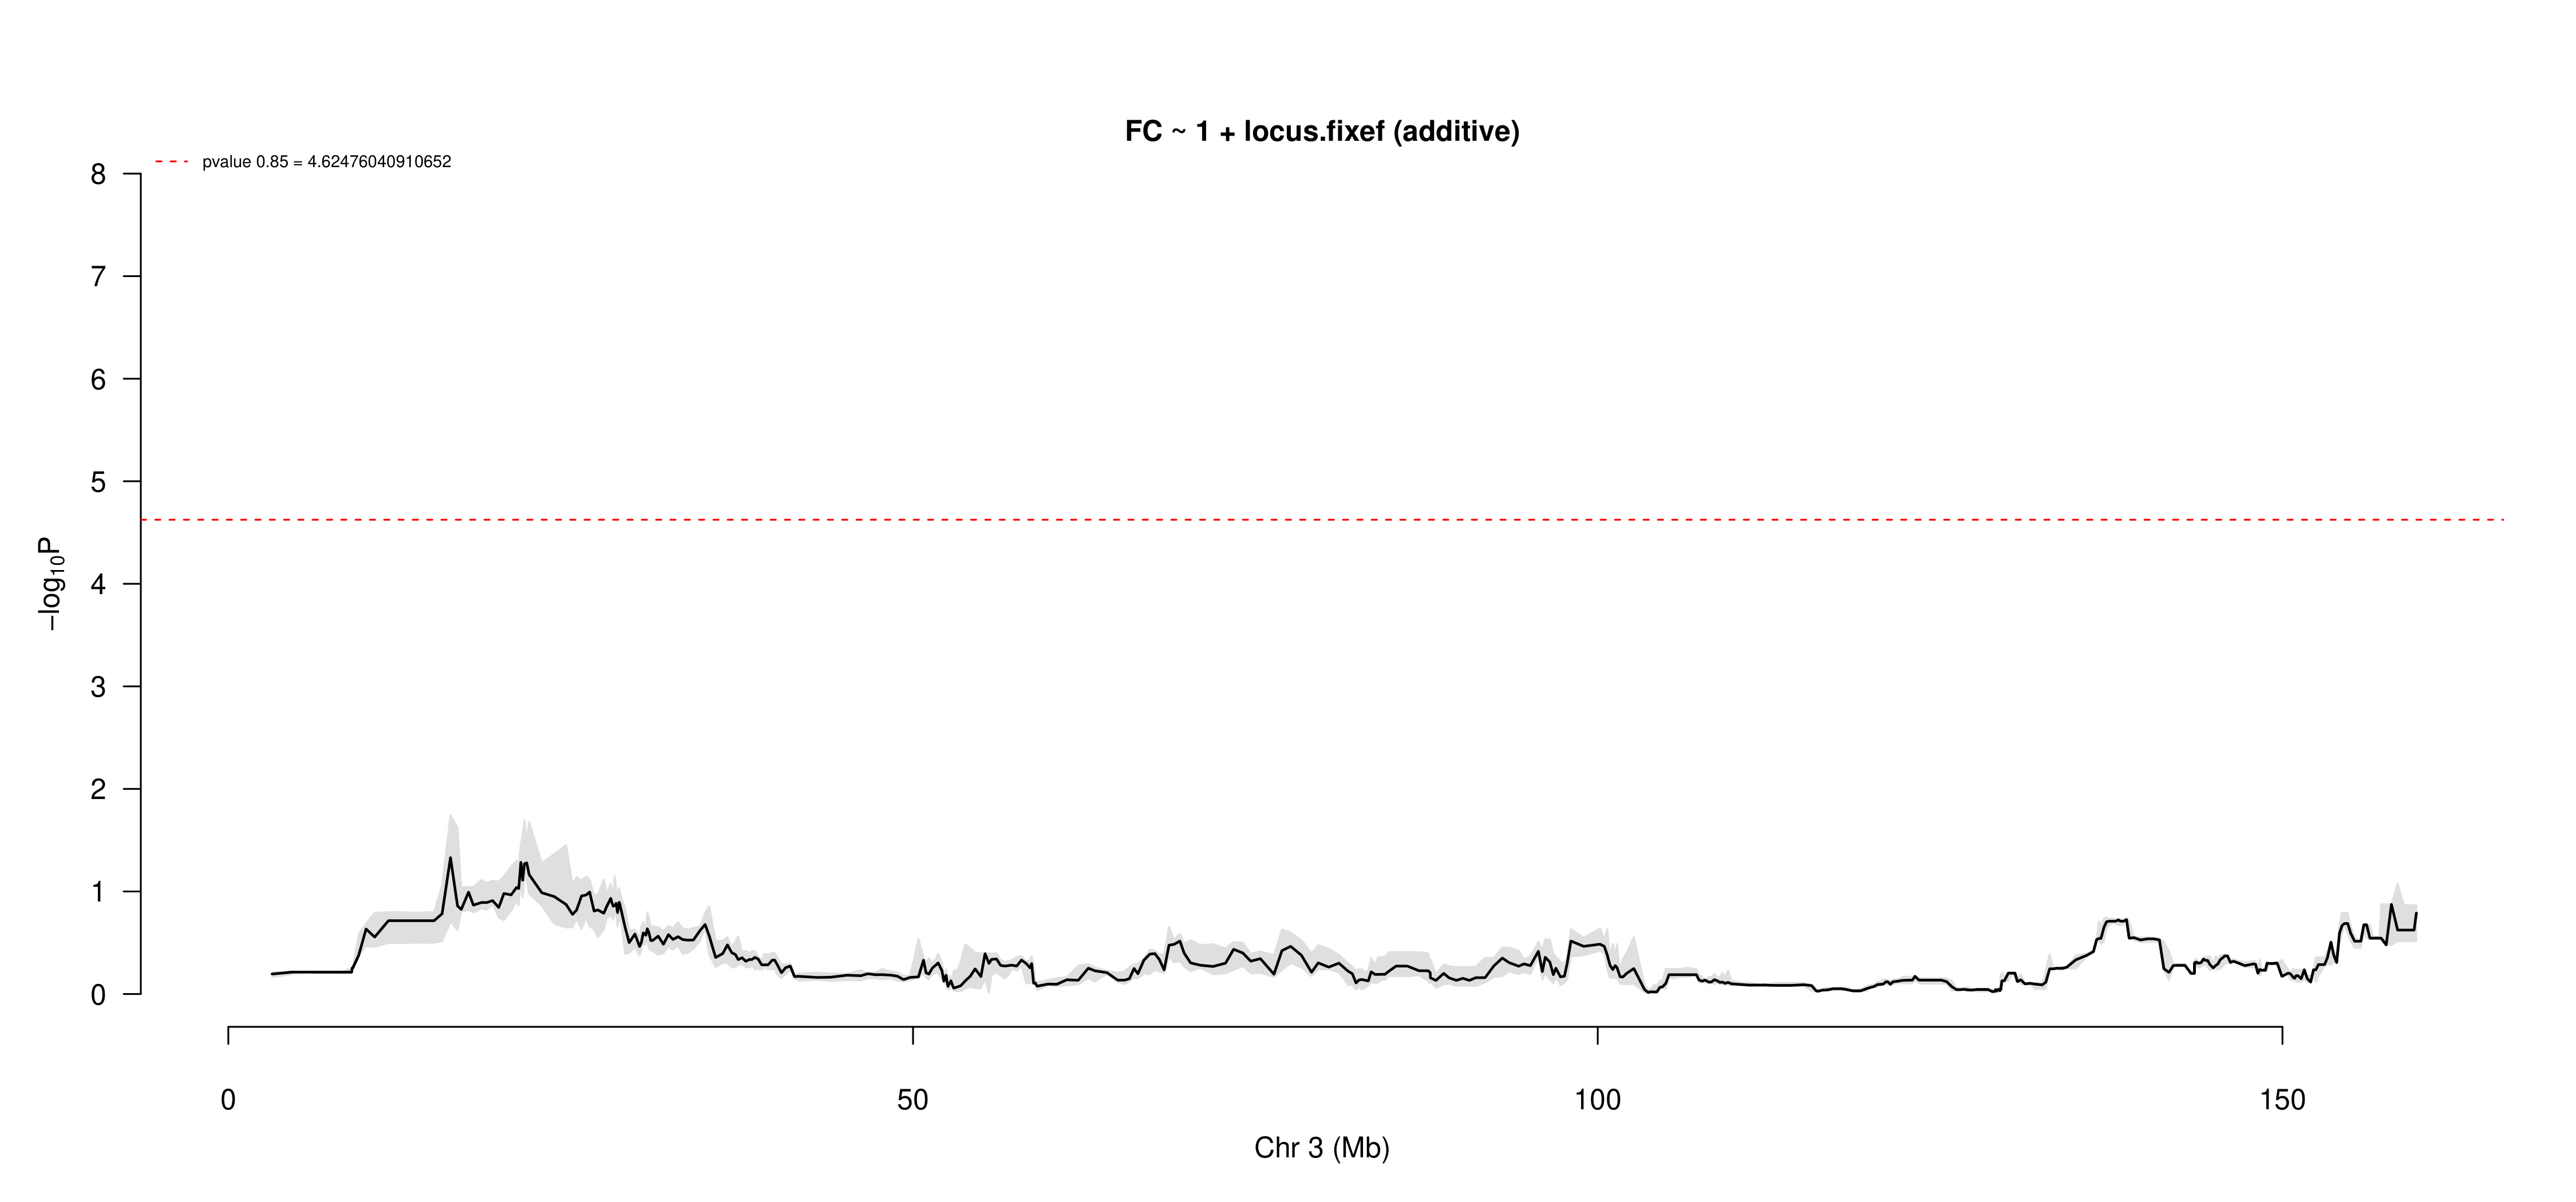 FC ~ 1 + locus.fixef (additive)
pvalue 0.85 = 4.62476040910652
8
7
6
5
4
3
2
1
0
−log10P
0 50 100 150
Chr 3 (Mb)